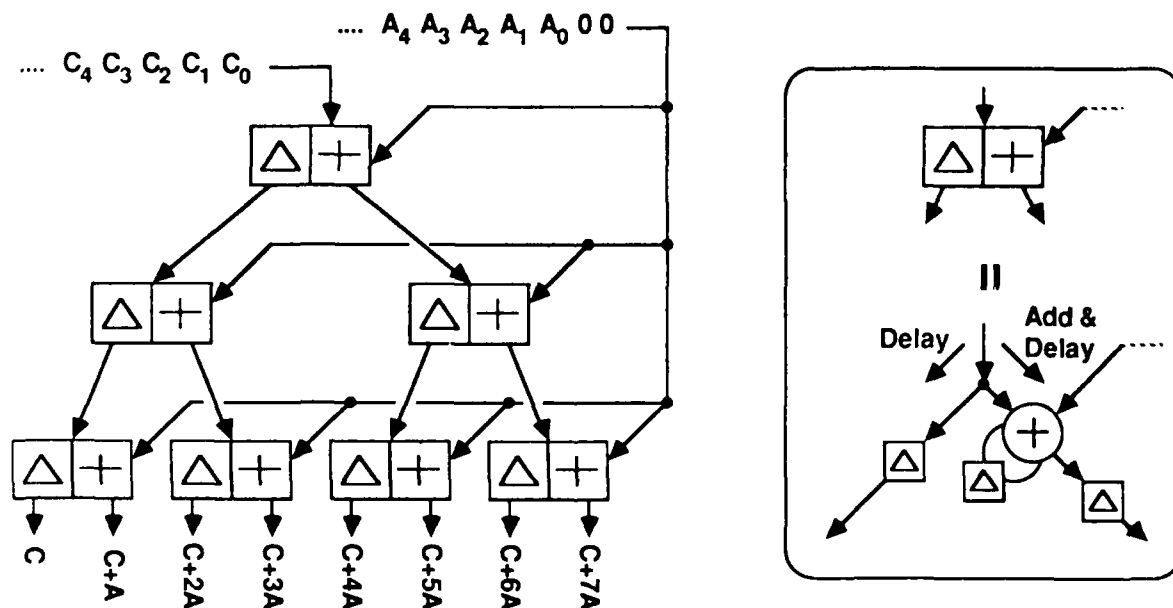 .... A₄ A₃ A₂ A₁ A₀ 0 0
.... C₄ C₃ C₂ C₁ C₀
Δ +
Δ +
Δ +
Δ +
Δ +
Δ +
Δ +
C
C+A
C+2A
C+3A
C+4A
C+5A
C+6A
C+7A
Δ +
=
Delay
Add &
Delay
+
Δ
Δ
Δ